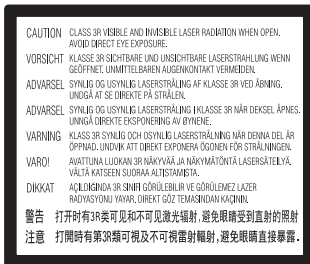 CAUTION CLASS 3R VISIBLE AND INVISIBLE LASER RADIATION WHEN OPEN.
AVOID DIRECT EYE EXPOSURE.
VORSICHT KLASSE 3R SICHTBARE UND UNSICHTBARE LASERSTRAHLUNG WENN
GEÖFFNET. UNMITTELBAREN AUGENKONTAKT VERMEIDEN.
ADVARSEL SYNLIG OG USYNLIG LASERSTRÅLING AF KLASSE 3R VED ÅBNING.
UNDGÅ AT SE DIREKTE PÅ STRÅLEN.
ADVARSEL SYNLIG OG USYNLIG LASERSTRÅLING I KLASSE 3R NÅR DEKSEL ÅPNES.
UNNGÅ DIREKTE EKSPONERING AV ØYNENE.
VARNING KLASS 3R SYNLIG OCH OSYNLIG LASERSTRÅLNING NÄR DENNA DEL ÄR
ÖPPNAD. UNDVIK ATT DIREKT EXPONERA ÖGONEN FÖR STRÅLNINGEN.
VARO! AVATTUNA LUOKAN 3R NÄKYVÄÄ JA NÄKYMÄTÖNTÄ LASERSÄTEILYÄ.
VÄLTÄ KATSEEN SUORAA ALTISTAMISTA.
DİKKAT AÇILDIĞINDA 3R SINIFI GÖRÜLEBİLİR VE GÖRÜLEMEZ LAZER
RADYASYONU YAYAR. DİREKT GÖZ TEMASINDAN KAÇININ.
警告 打开时有3R类可见和不可见激光辐射,避免眼睛受到直射的照射
注意 打開時有第3R類可視及不可視雷射輻射,避免眼睛直接暴露。